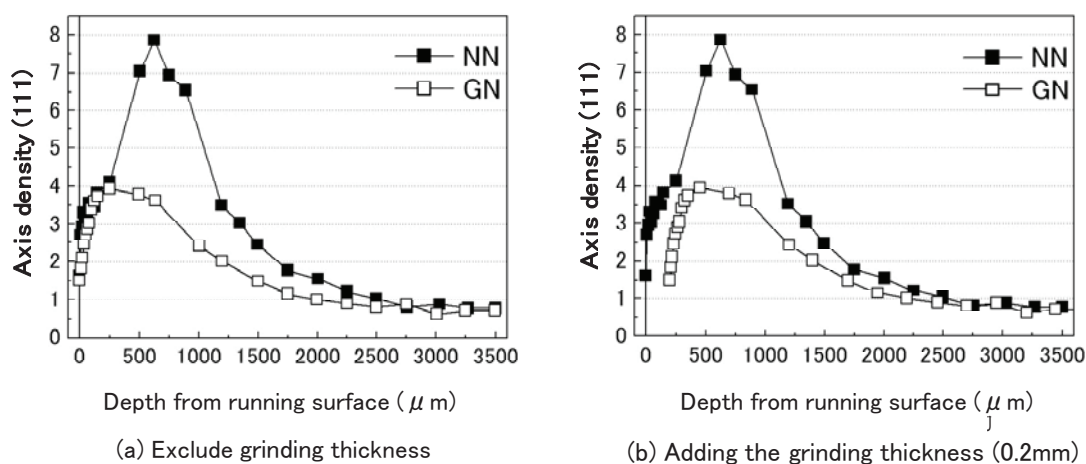 8
7
6
5
4
3
2
1
0
Axis density (111)
NN
GN
0 500 1000 1500 2000 2500 3000 3500
Depth from running surface (μm)
(a) Exclude grinding thickness
8
7
6
5
4
3
2
1
0
Axis density (111)
NN
GN
0 500 1000 1500 2000 2500 3000 3500
Depth from running surface (μm)
(b) Adding the grinding thickness (0.2mm)